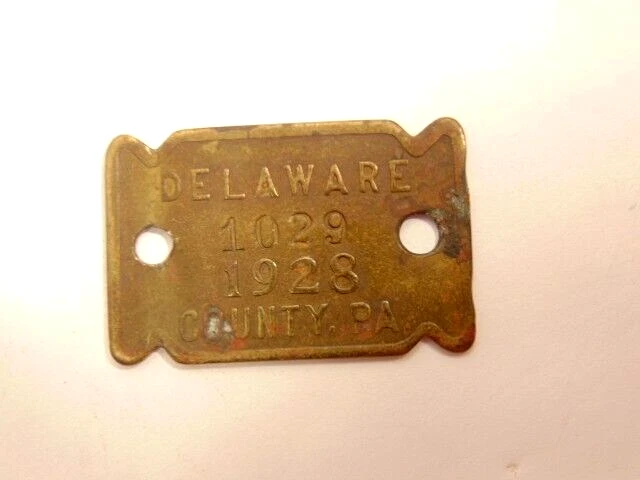 DELAWARE
1029
1928
COUNTY. PA.